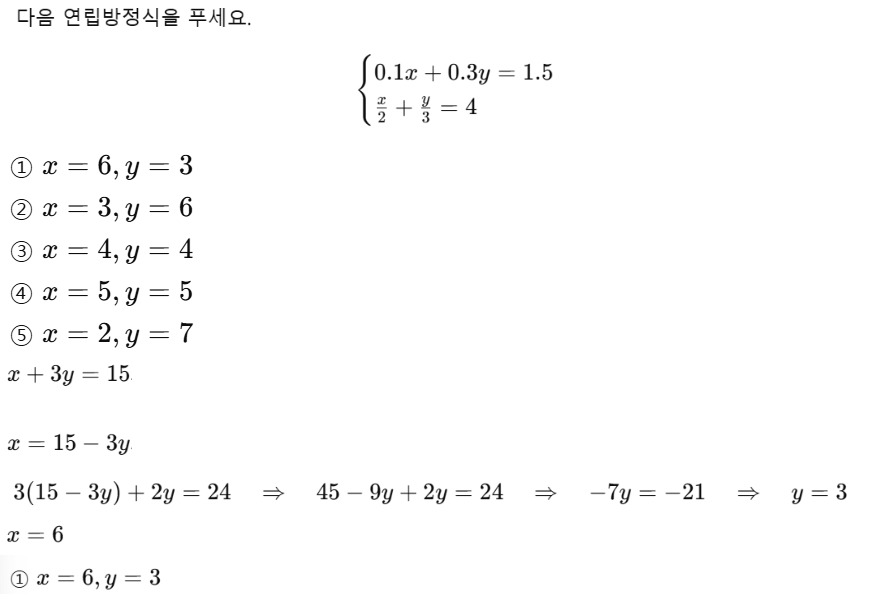 다음 연립방정식을 푸세요.
0.1x + 0.3y = 1.5
x/2 + y/3 = 4
① x = 6, y = 3
② x = 3, y = 6
③ x = 4, y = 4
④ x = 5, y = 5
⑤ x = 2, y = 7
x + 3y = 15
x = 15 − 3y
3(15 − 3y) + 2y = 24 ⇒ 45 − 9y + 2y = 24 ⇒ −7y = −21 ⇒ y = 3
x = 6
① x = 6, y = 3